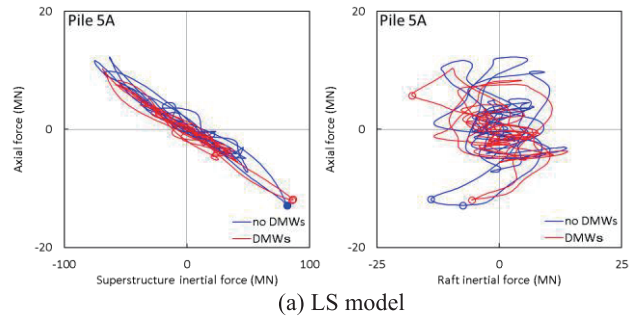 Pile 5A
20
Axial force (MN)
0
no DMWs
DMWs
-20
-100
0
100
Superstructure inertial force (MN)
Pile 5A
20
Axial force (MN)
0
no DMWs
DMWs
-20
-25
0
25
Raft inertial force (MN)
(a) LS model